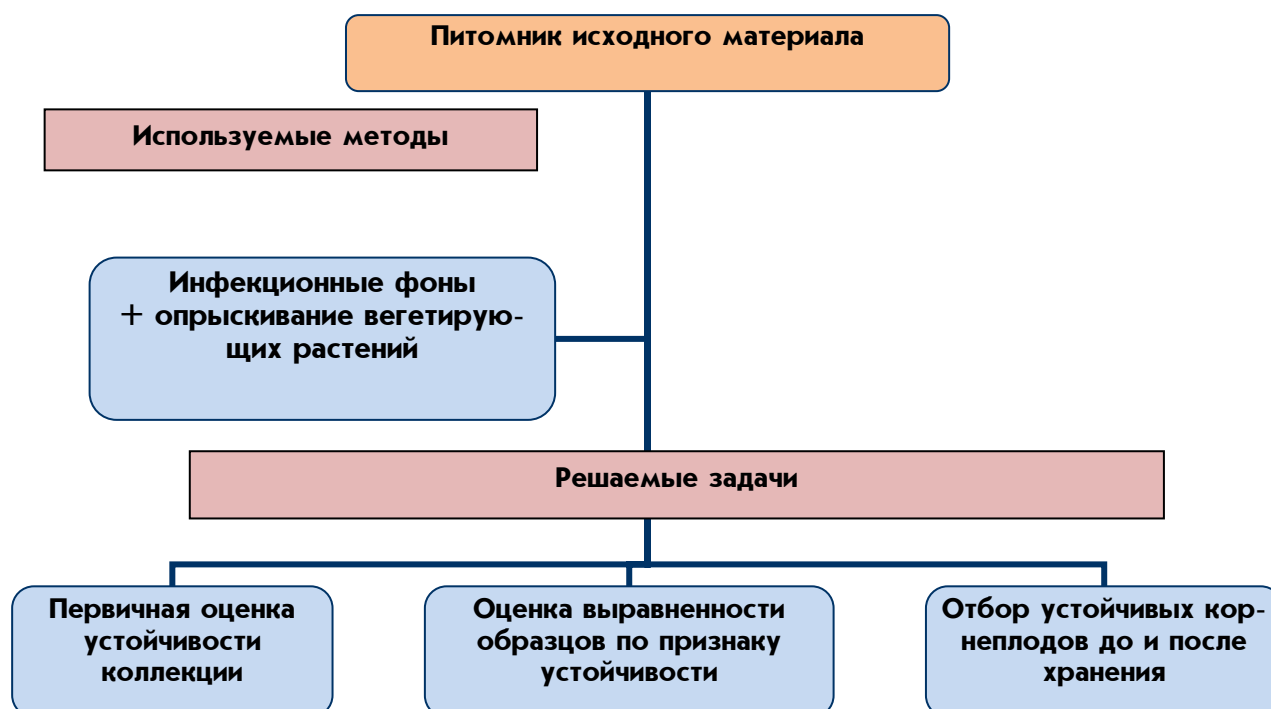 Питомник исходного материала
Используемые методы
Инфекционные фоны
+ опрыскивание вегетирую-
щих растений
Решаемые задачи
Первичная оценка
устойчивости
коллекции
Оценка выравненности
образцов по признаку
устойчивости
Отбор устойчивых кор-
неплодов до и после
хранения